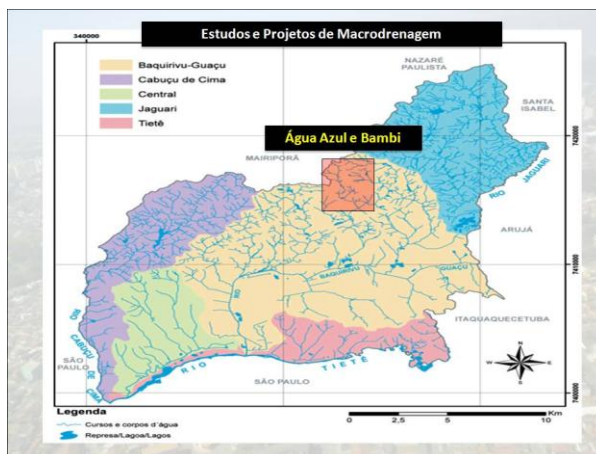 Estudos e Projetos de Macrodrenagem
340000
Baquirivu-Guaçu
Cabuçu de Cima
Central
Jaguari
Tietê
NAZARÉ
PAULISTA
SANTA
ISABEL
Água Azul e Bambi
7420000
MAIRIPORÃ
RIO JAGUARI
ARUJÁ
7410000
RIO BAQUIRIVU GUAÇU
ITAQUAQUECETUBA
RIO CABUÇU DE CIMA
SÃO
PAULO
RIO TIETÊ
SÃO PAULO
N
W E
S
7400000
Legenda
Cursos e corpos d´água
Represa/Lagoa/Lagos
Km
0 2,5 5 10